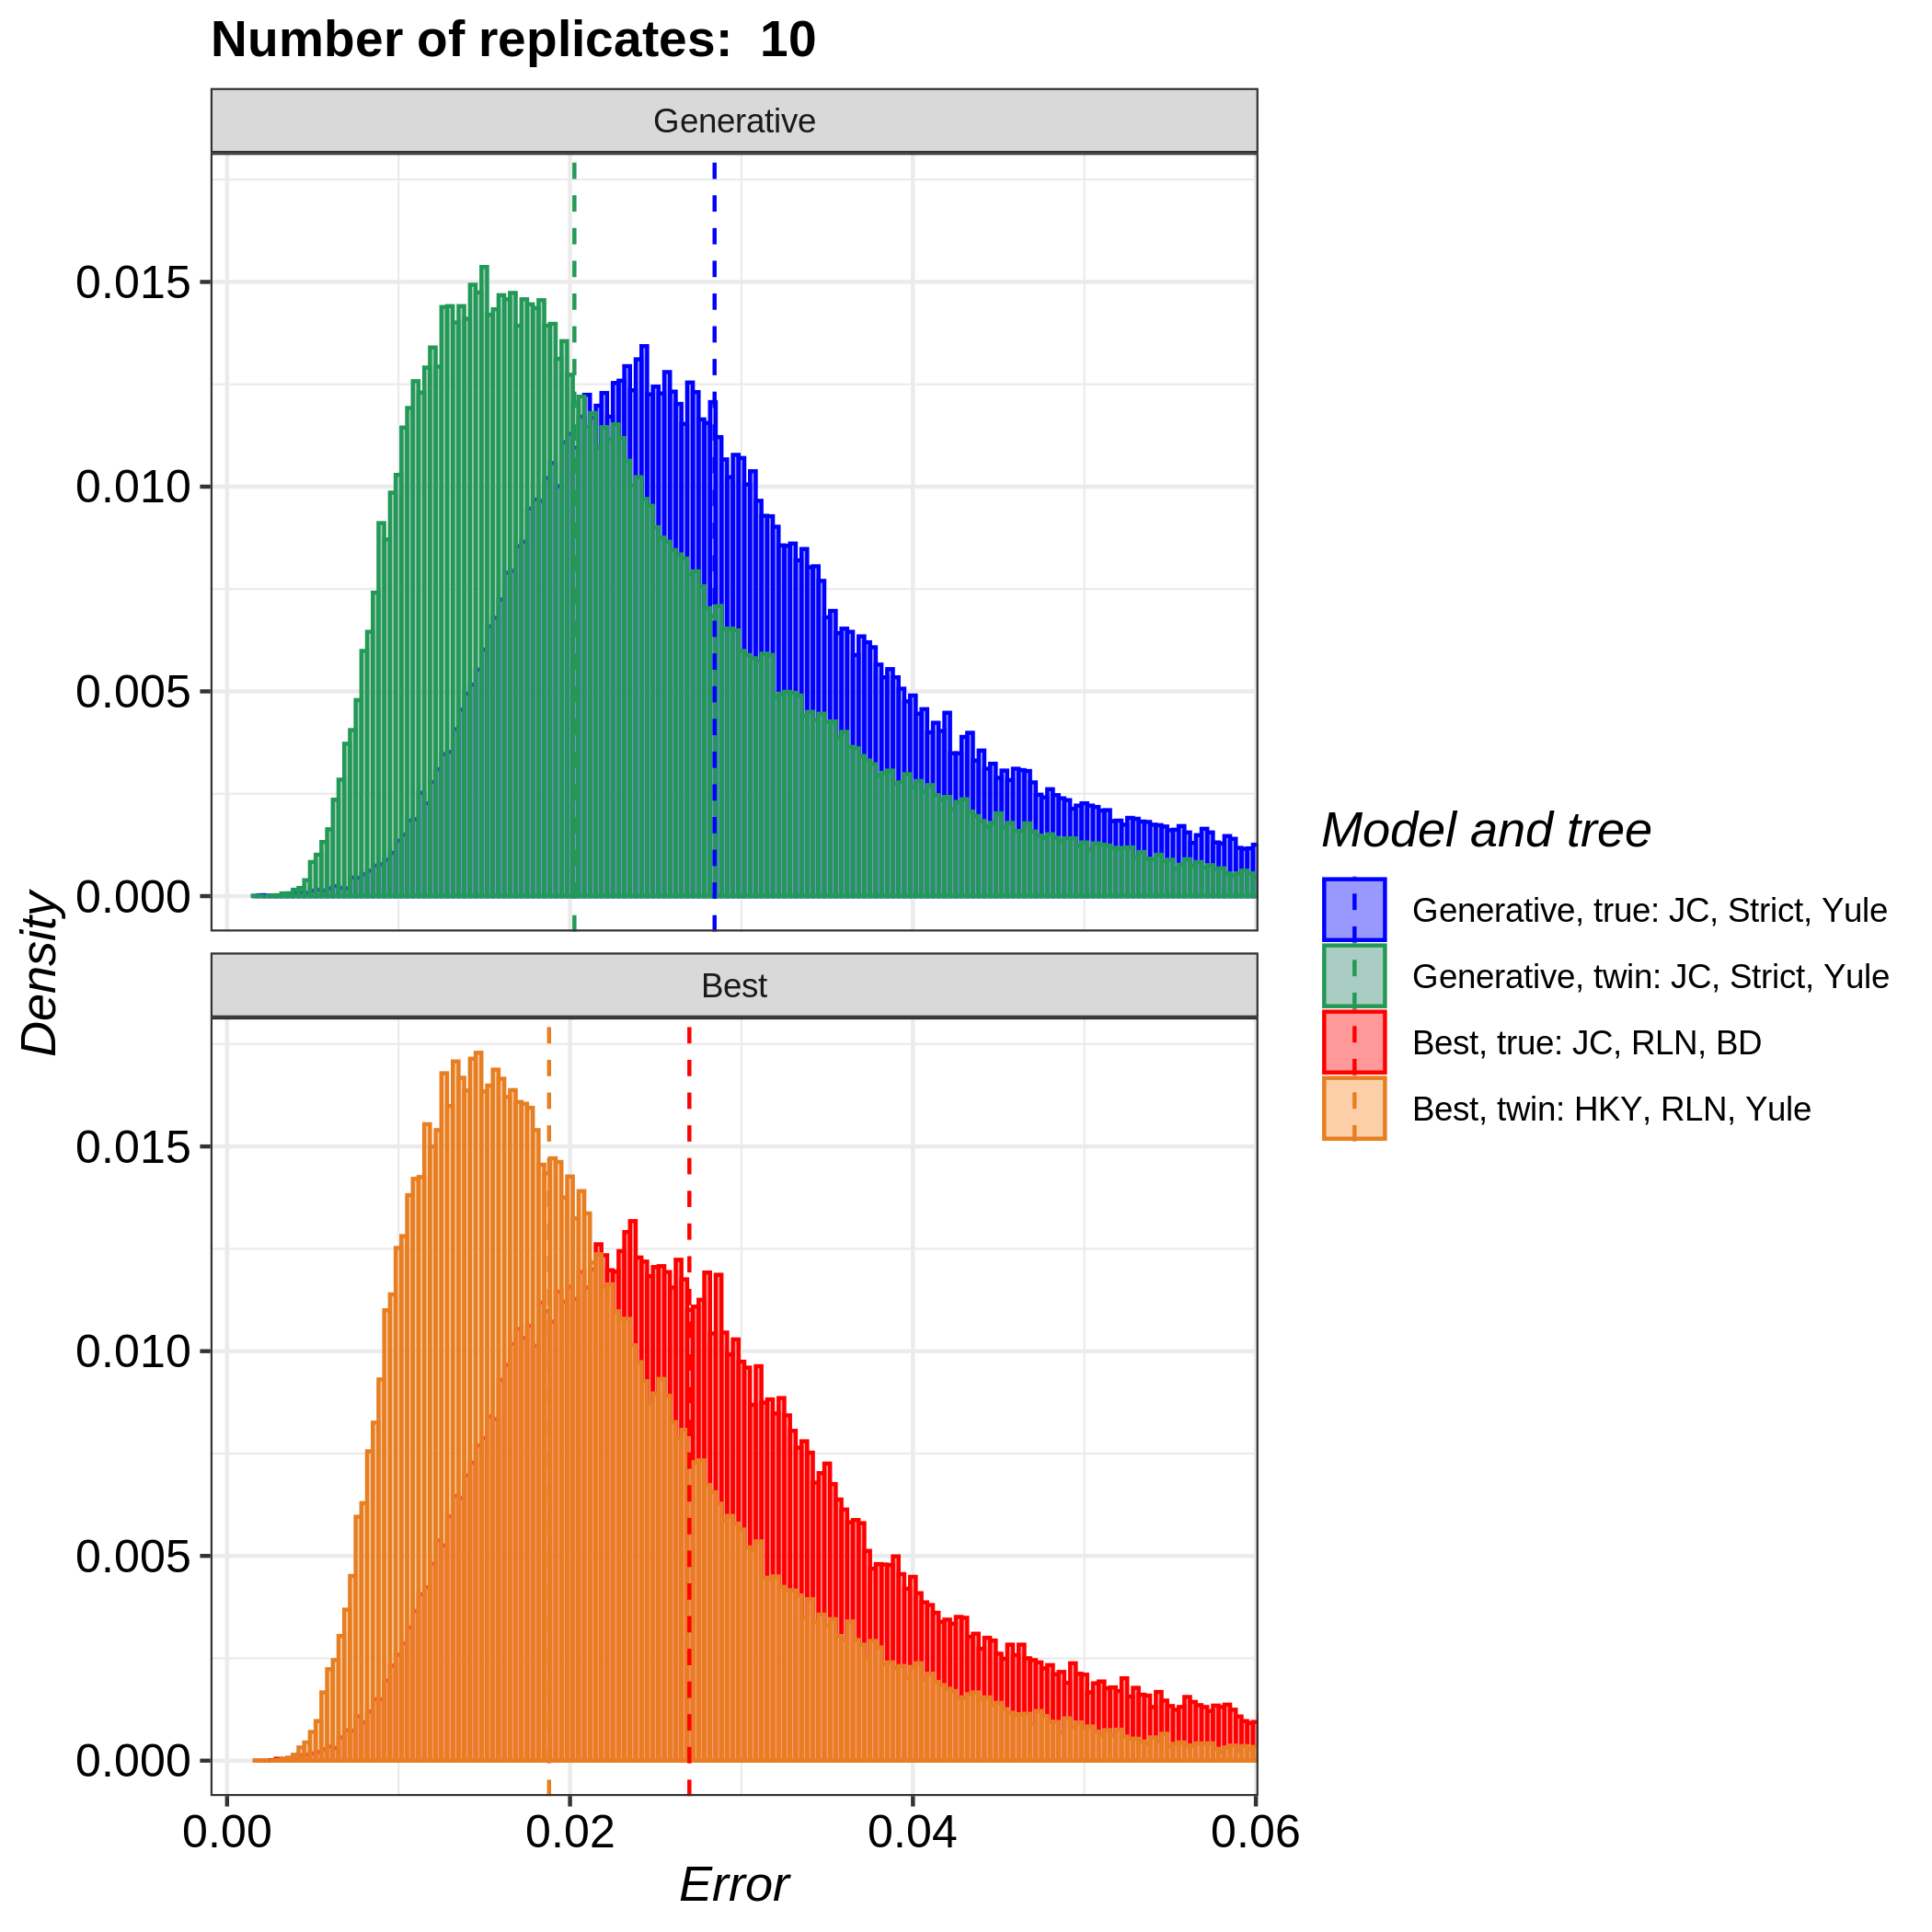 Number of replicates: 10
Generative
0.015
0.010
0.005
0.000
Density
Best
0.015
0.010
0.005
0.000
0.00 0.02 0.04 0.06
Error
Model and tree
Generative, true: JC, Strict, Yule
Generative, twin: JC, Strict, Yule
Best, true: JC, RLN, BD
Best, twin: HKY, RLN, Yule